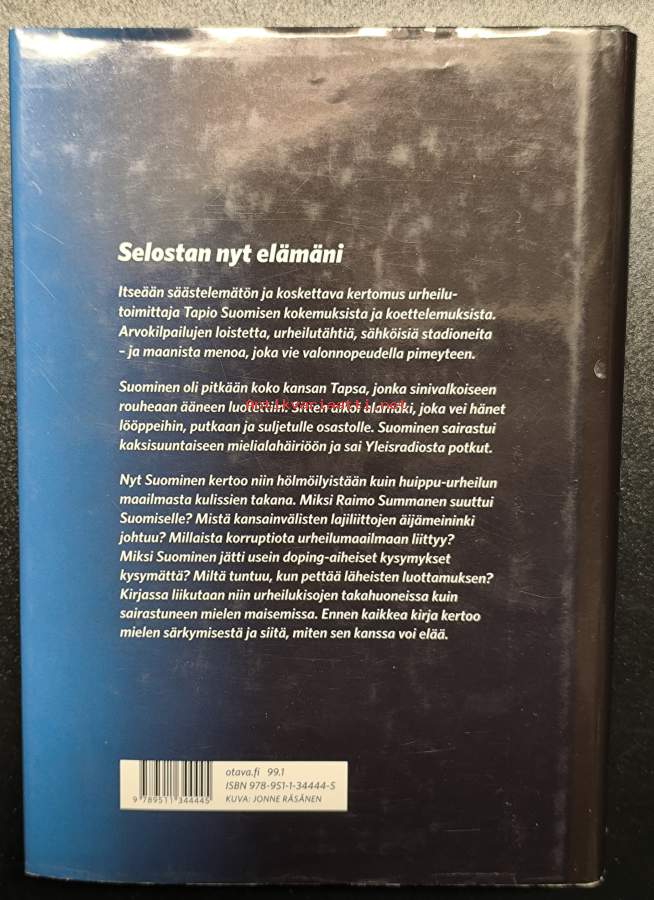 Selostan nyt elämäni
Itseään säästelemätön ja koskettava kertomus urheilu-
toimittaja Tapio Suomisen kokemuksista ja koettelemuksista.
Arvokilpailujen loistetta, urheilutähtiä, sähköisiä stadioneita
– ja maanista menoa, joka vie valonnopeudella pimeyteen.
Suominen oli pitkään koko kansan Tapsa, jonka sinivalkoiseen
rouheaan ääneen luotettiin. Sitten alkoi alamäki, joka vei hänet
lööppeihin, putkaan ja suljetulle osastolle. Suominen sairastui
kaksisuuntaiseen mielialahäiriöön ja sai Yleisradiosta potkut.
Nyt Suominen kertoo niin hölmöilyistään kuin huippu-urheilun
maailmasta kulissien takana. Miksi Raimo Summanen suuttui
Suomiselle? Mistä kansainvälisten lajiliittojen äijämeininki
johtuu? Millaista korruptiota urheilumaailmaan liittyy?
Miksi Suominen jätti usein doping-aiheiset kysymykset
kysymättä? Miltä tuntuu, kun pettää läheisten luottamuksen?
Kirjassa liikutaan niin urheilukisojen takahuoneissa kuin
sairastuneen mielen maisemissa. Ennen kaikkea kirja kertoo
mielen särkymisestä ja siitä, miten sen kanssa voi elää.
otava.fi 99.1
ISBN 978-951-1-34444-5
KUVA: JONNE RÄSÄNEN
9 789511 344445